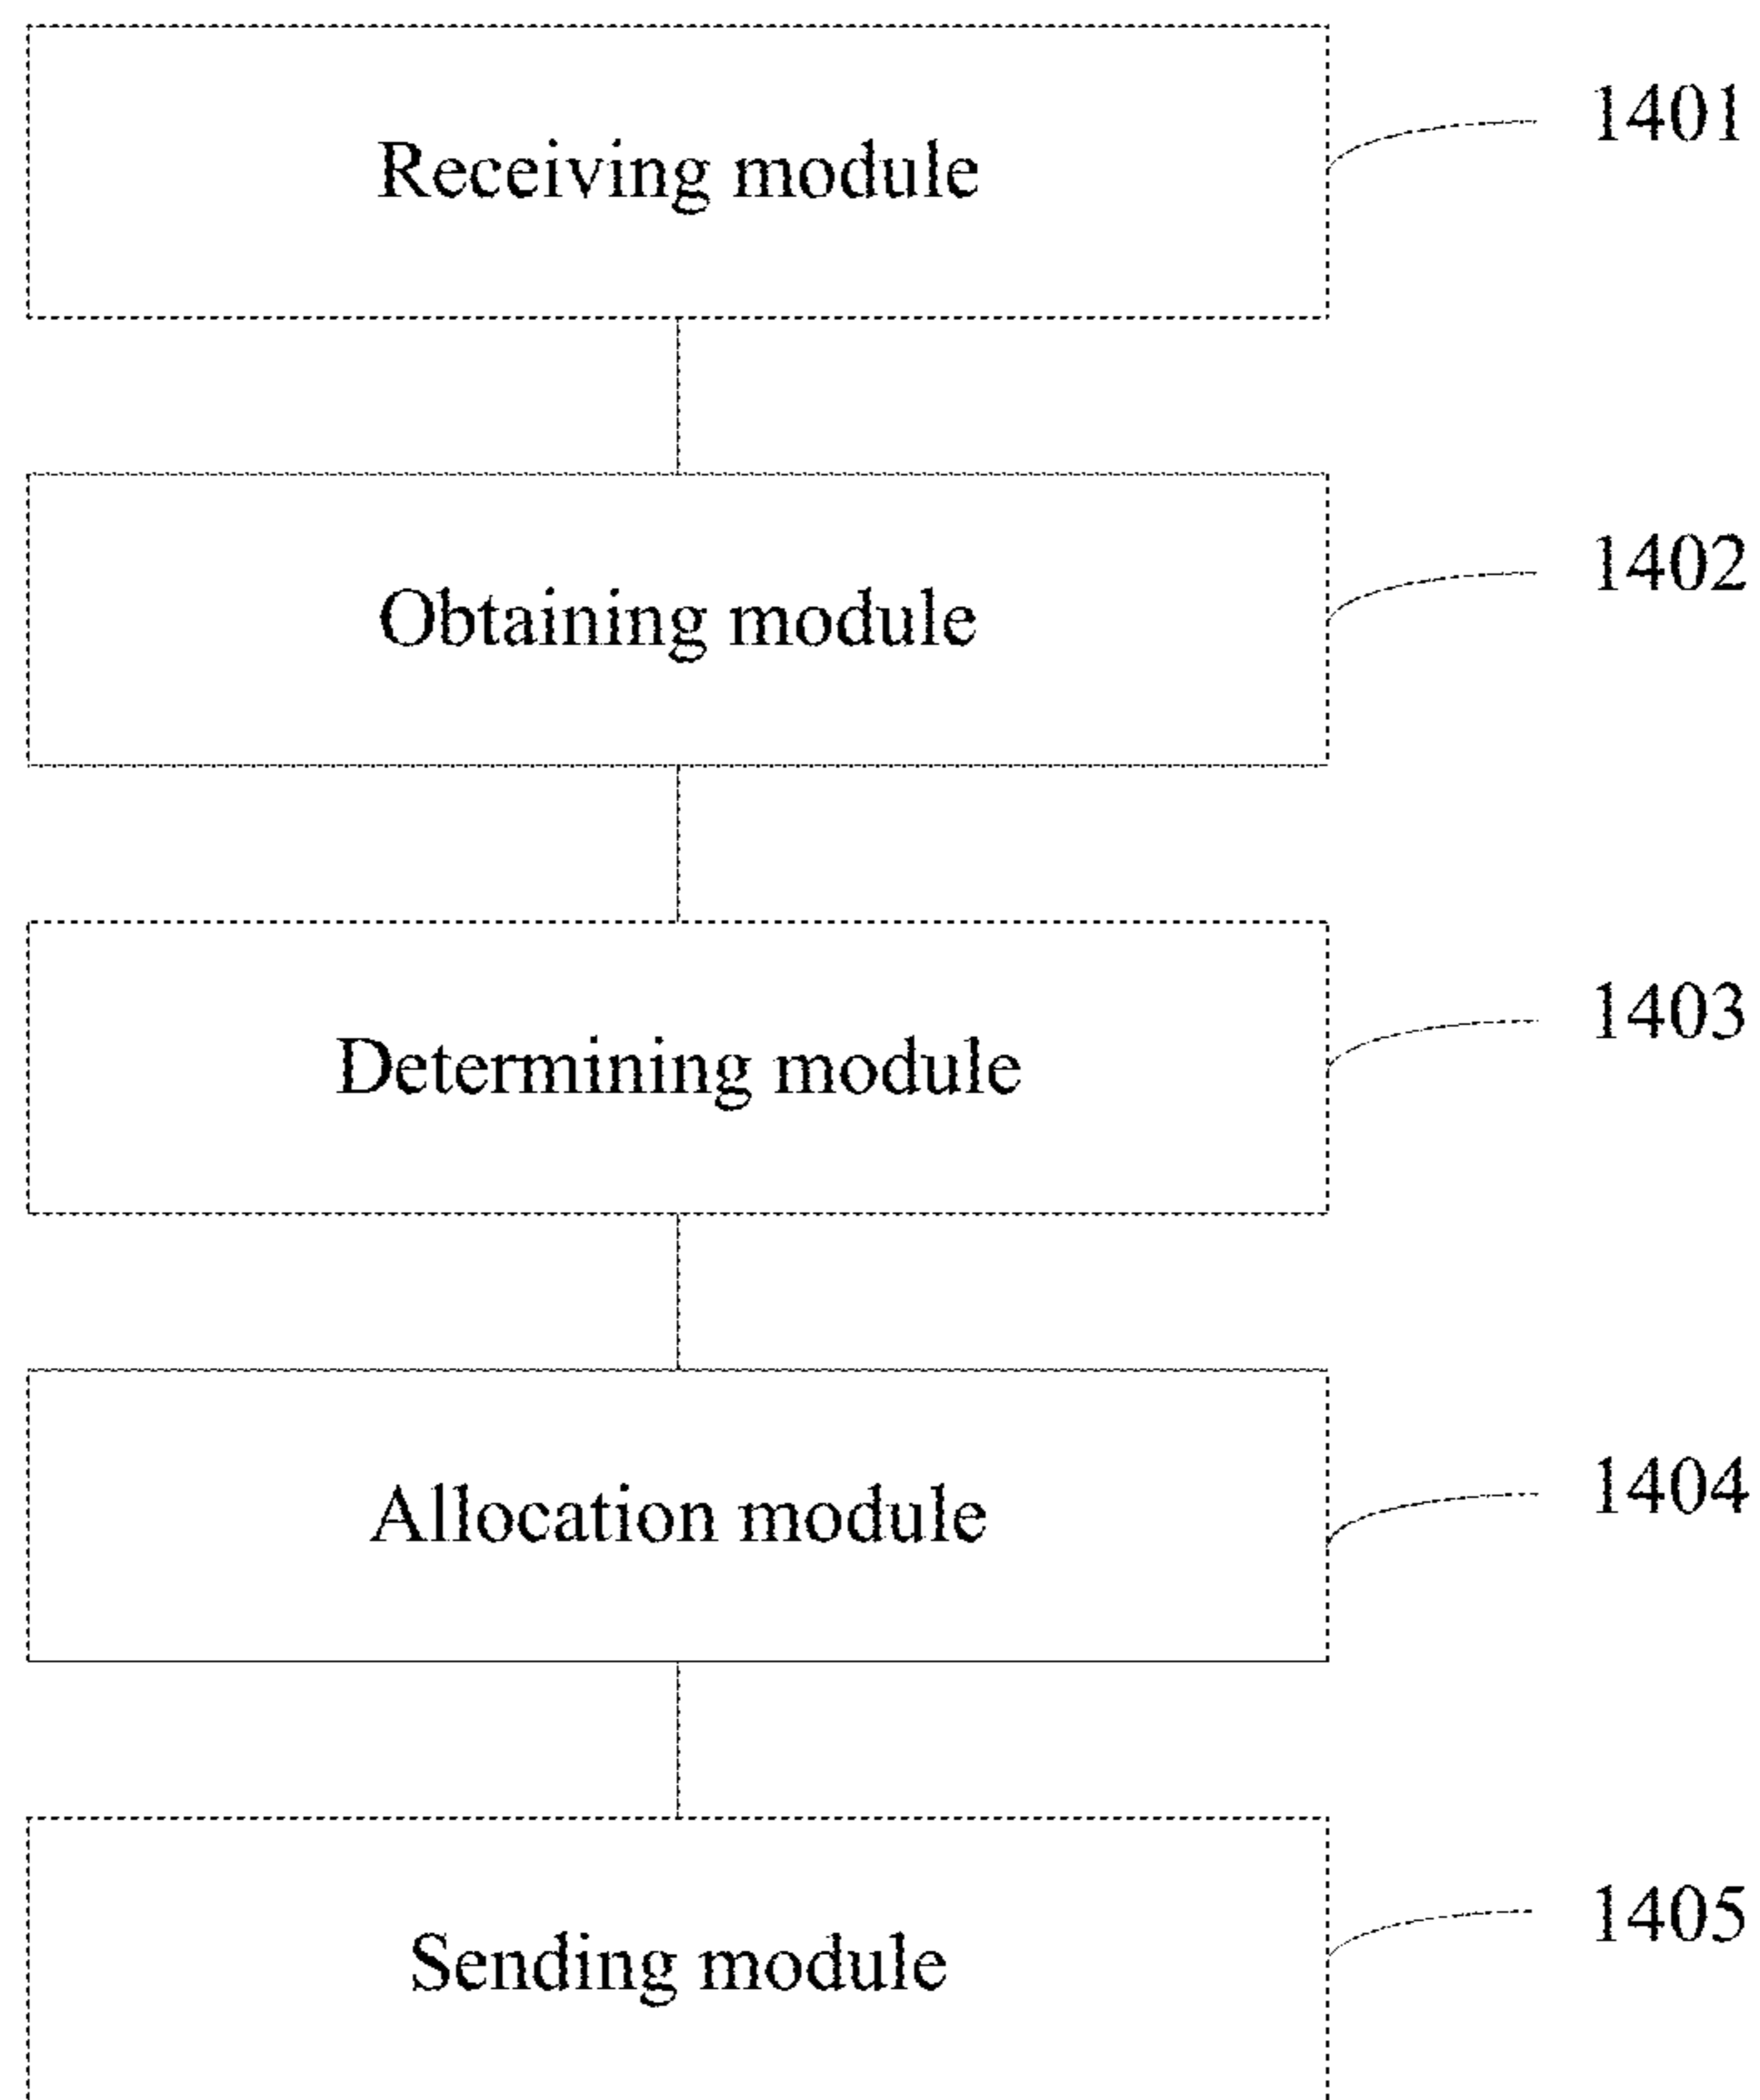 Receiving module
1401
Obtaining module
1402
Determining module
1403
Allocation module
1404
Sending module
1405